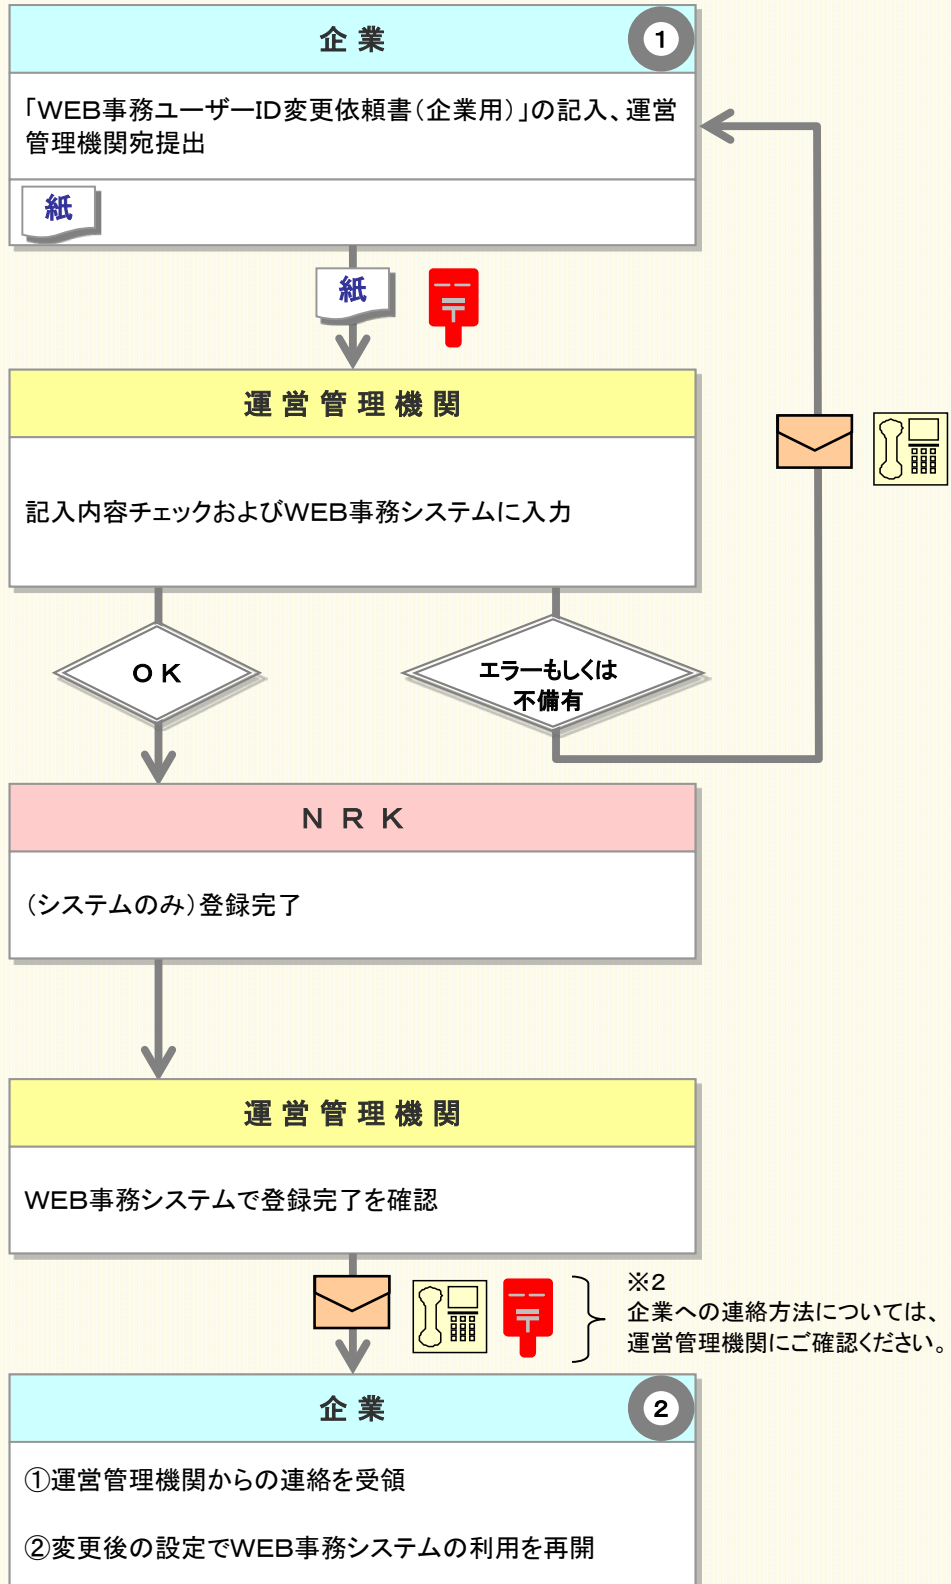 企 業
1
「WEB事務ユーザーID変更依頼書（企業用）」の記入、運営
管理機関宛提出
紙
紙
運 営 管 理 機 関
記入内容チェックおよびWEB事務システムに入力
OK
エラーもしくは
不備有
N R K
（システムのみ）登録完了
運 営 管 理 機 関
WEB事務システムで登録完了を確認
※2
企業への連絡方法については、
運営管理機関にご確認ください。
企 業
2
①運営管理機関からの連絡を受領
②変更後の設定でWEB事務システムの利用を再開